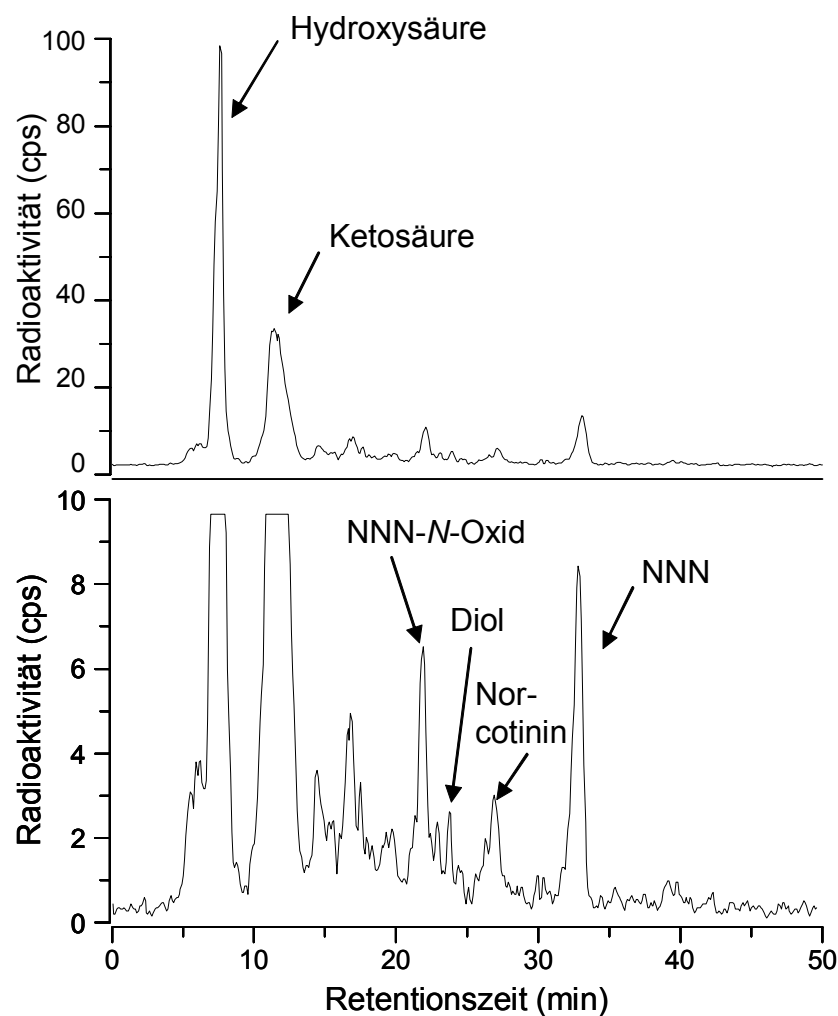 Hydroxysäure
Ketosäure
Radioaktivität (cps)
100
80
60
40
20
0
NNN-N-Oxid
NNN
Diol
Nor-
cotinin
Radioaktivität (cps)
10
8
6
4
2
0
0 10 20 30 40 50
Retentionszeit (min)